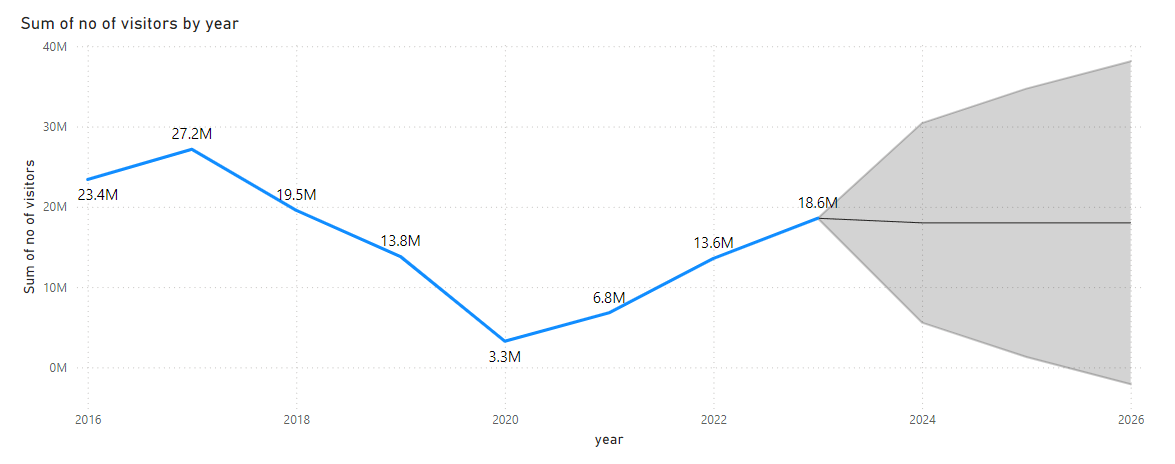 Sum of no of visitors by year
40M
30M
20M
10M
0M
Sum of no of visitors
23.4M
27.2M
19.5M
13.8M
3.3M
6.8M
13.6M
18.6M
2016
2018
2020
2022
2024
2026
year